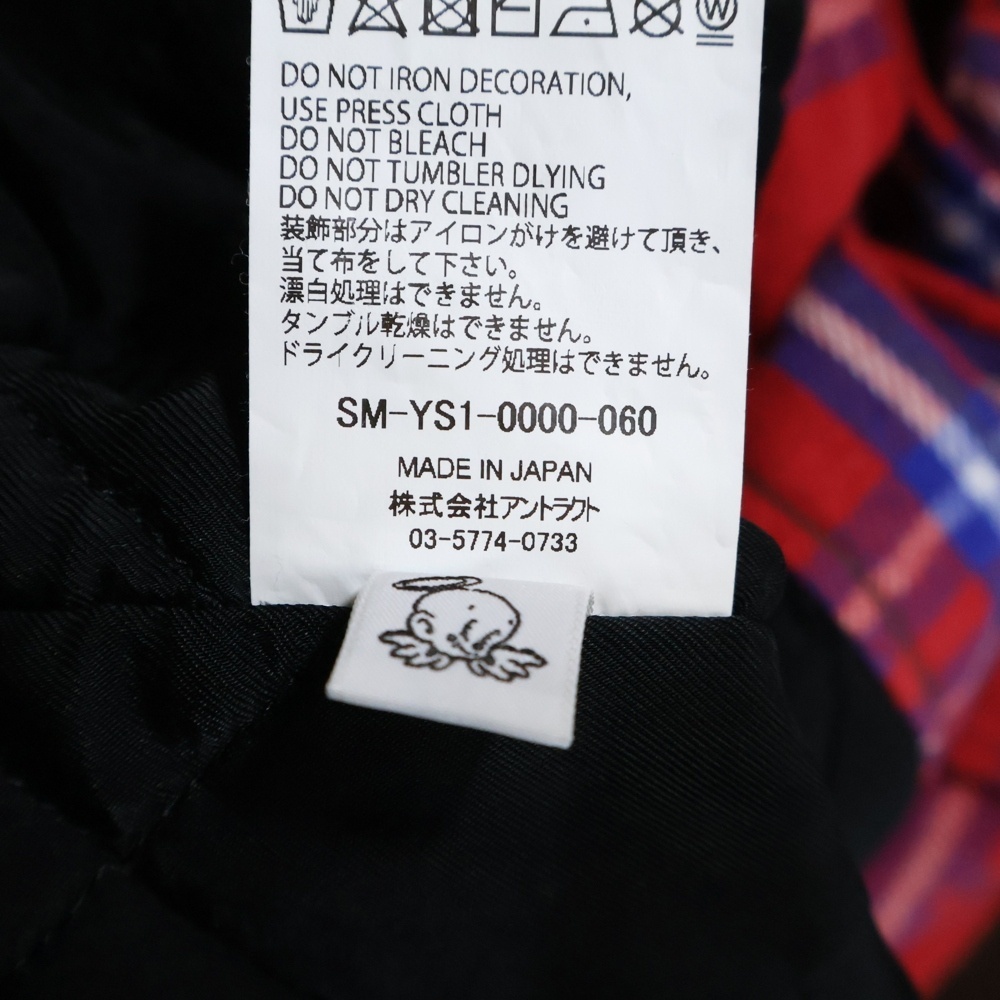 W
DO NOT IRON DECORATION,
USE PRESS CLOTH
DO NOT BLEACH
DO NOT TUMBLER DLYING
DO NOT DRY CLEANING
装飾部分はアイロンがけを避けて頂き、
当て布をして下さい。
漂白処理はできません。
タンブル乾燥はできません。
ドライクリーニング処理はできません。
SM-YS1-0000-060
MADE IN JAPAN
株式会社アントラクト
03-5774-0733